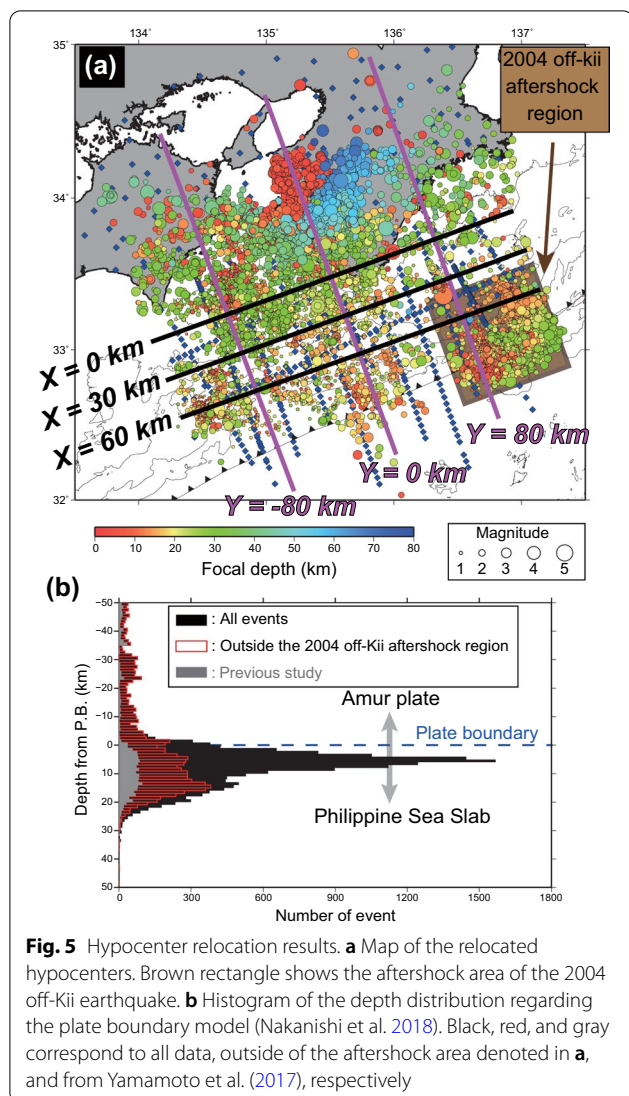 134˚ 135˚ 136˚ 137˚
35˚
(a)
2004 off-kii
aftershock
region
34˚
33˚
X = 0 km
X = 30 km
X = 60 km
Y = 80 km
Y = 0 km
Y = -80 km
32˚
0 10 20 30 40 50 60 70 80
Focal depth (km)
Magnitude
1 2 3 4 5
(b)
-50
-40
-30
-20
-10
0
10
20
30
40
50
Depth from P.B. (km)
: All events
: Outside the 2004 off-Kii aftershock region
: Previous study
Amur plate
Plate boundary
Philippine Sea Slab
0 300 600 900 1200 1500 1800
Number of event
Fig. 5 Hypocenter relocation results. a Map of the relocated
hypocenters. Brown rectangle shows the aftershock area of the 2004
off-Kii earthquake. b Histogram of the depth distribution regarding
the plate boundary model (Nakanishi et al. 2018). Black, red, and gray
correspond to all data, outside of the aftershock area denoted in a,
and from Yamamoto et al. (2017), respectively